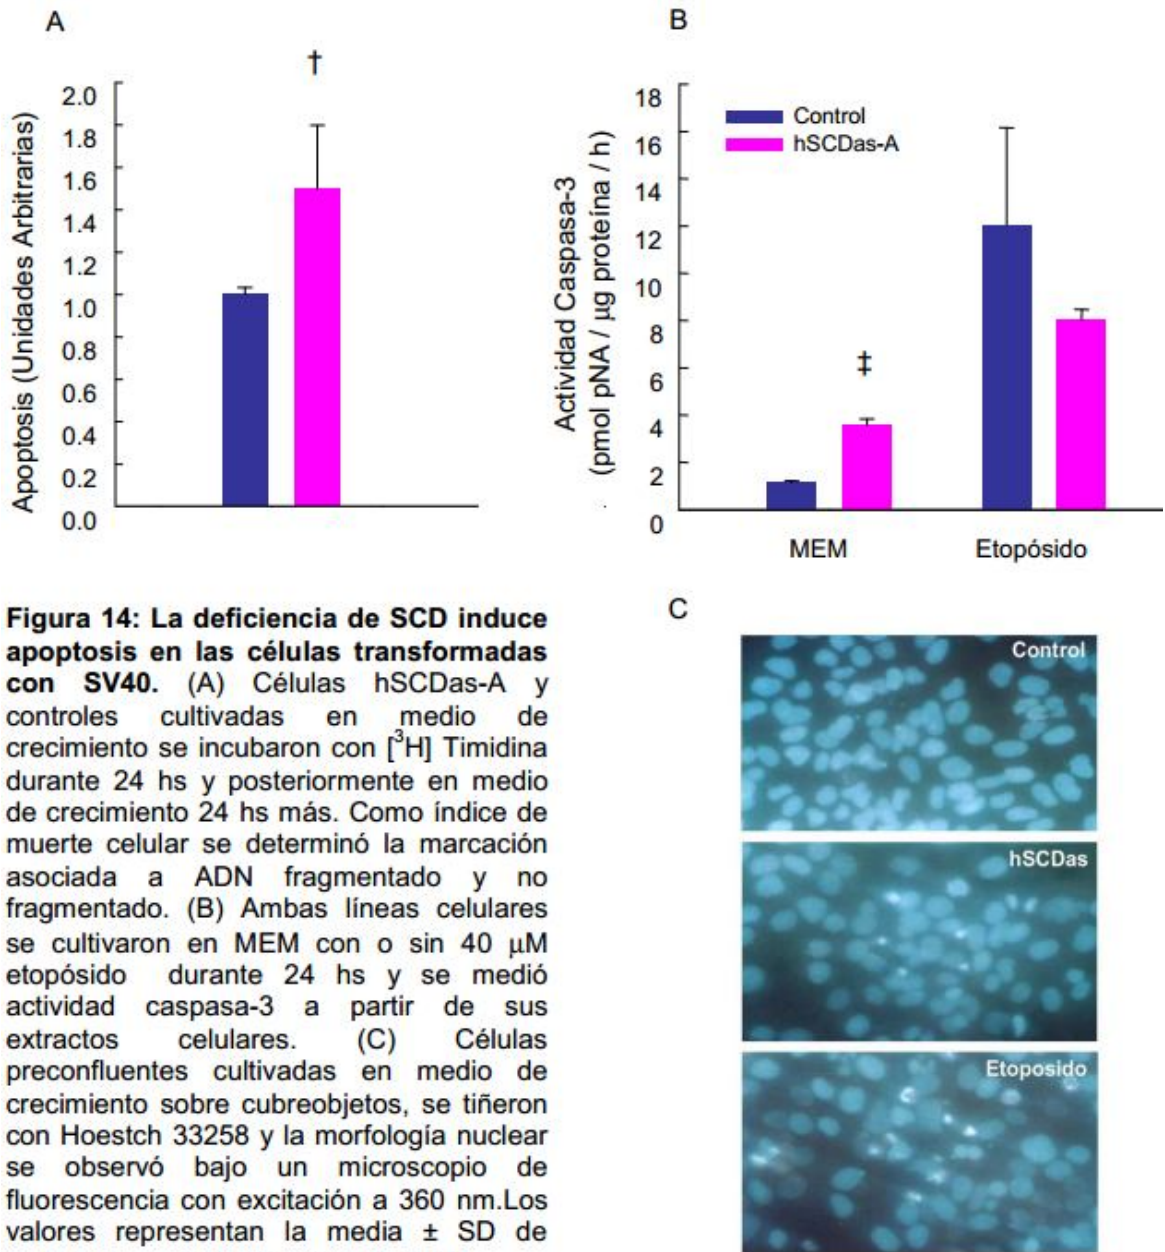 A
†
2.0
1.8
1.6
1.4
1.2
1.0
0.8
0.6
0.4
0.2
0.0
Apoptosis (Unidades Arbitrarias)
B
18
16
14
12
10
8
6
4
2
0
Actividad Caspasa-3
(pmol pNA / μg proteína / h)
Control
hSCDas-A
‡
MEM
Etopósido
Figura 14: La deficiencia de SCD induce
apoptosis en las células transformadas
con SV40. (A) Células hSCDas-A y
controles cultivadas en medio de
crecimiento se incubaron con [³H] Timidina
durante 24 hs y posteriormente en medio
de crecimiento 24 hs más. Como índice de
muerte celular se determinó la marcación
asociada a ADN fragmentado y no
fragmentado. (B) Ambas líneas celulares
se cultivaron en MEM con o sin 40 μM
etopósido durante 24 hs y se medió
actividad caspasa-3 a partir de sus
extractos celulares. (C) Células
preconfluentes cultivadas en medio de
crecimiento sobre cubreobjetos, se tiñeron
con Hoestch 33258 y la morfología nuclear
se observó bajo un microscopio de
fluorescencia con excitación a 360 nm.Los
valores representan la media ± SD de
C
Control
hSCDas
Etoposido